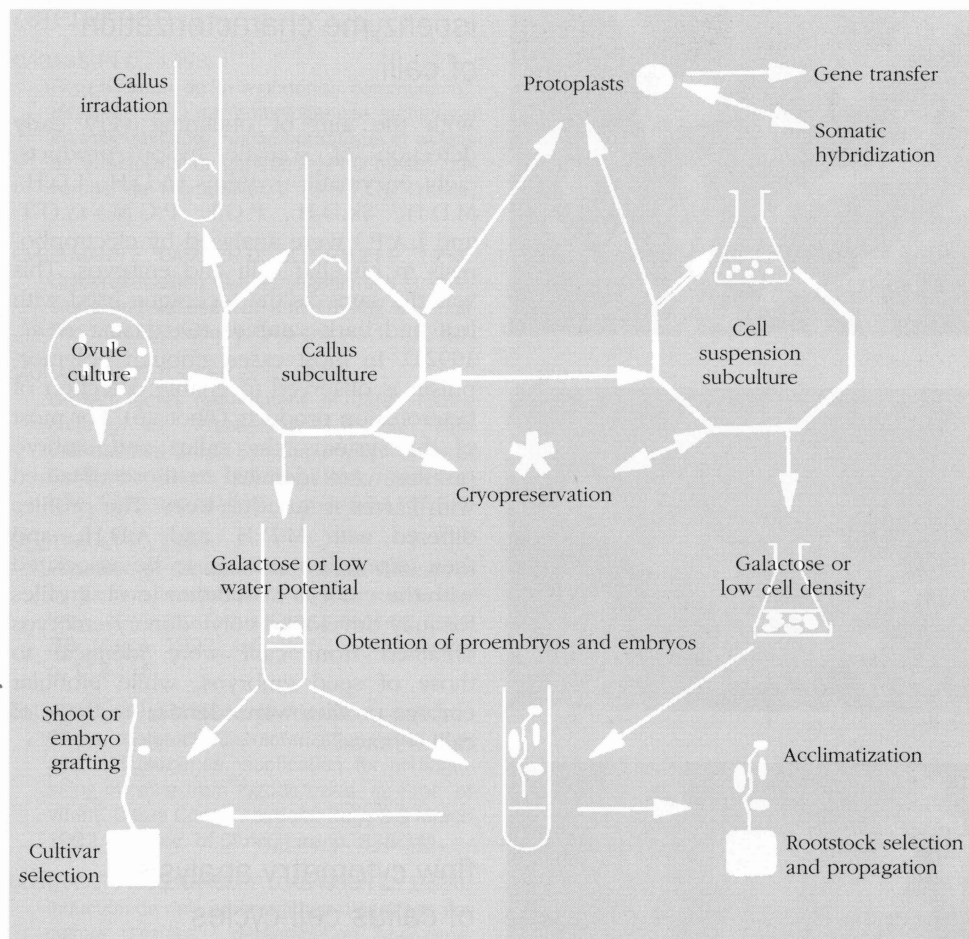 Callus
irradation
Protoplasts
Gene transfer
Somatic
hybridization
Ovule
culture
Callus
subculture
Cell
suspension
subculture
Cryopreservation
Galactose or low
water potential
Galactose or
low cell density
Obtention of proembryos and embryos
Shoot or
embryo
grafting
Acclimatization
Cultivar
selection
Rootstock selection
and propagation